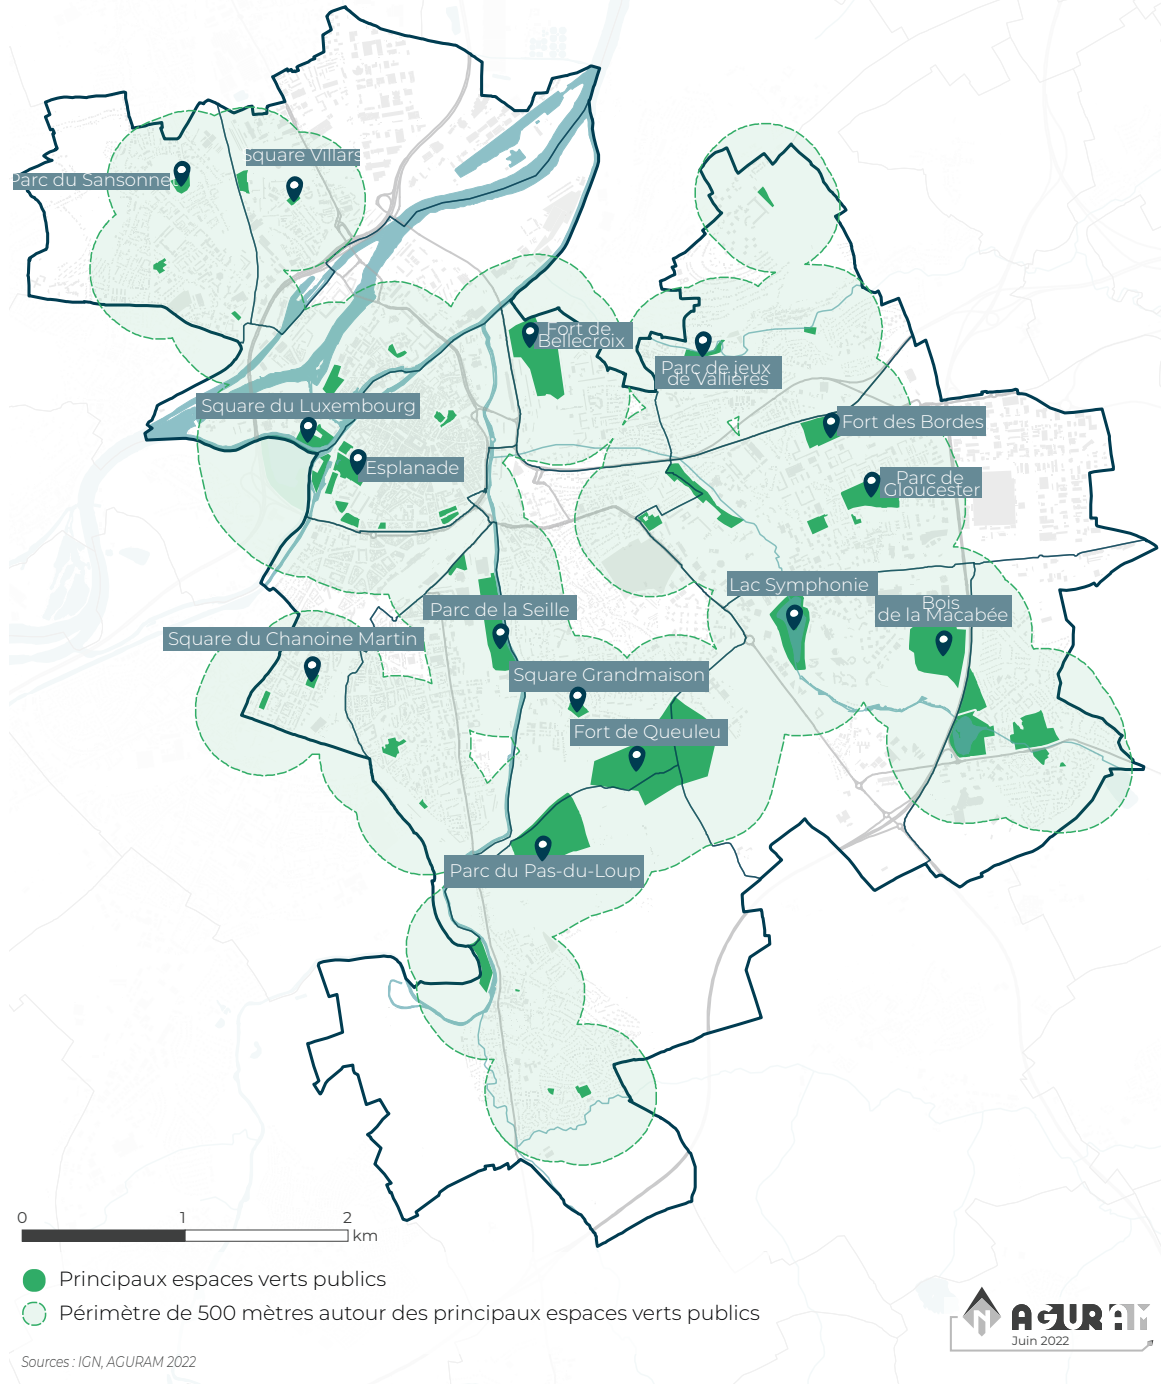 Square Villars
Parc du Sansonne
Fort de
Bellecroix
Parc de jeux
de Vallières
Square du Luxembourg
Fort des Bordes
Esplanade
Parc de
Gloucester
Lac Symphonie
Bois
de la Macabée
Parc de la Seille
Square du Chanoine Martin
Square Grandmaison
Fort de Queuleu
Parc du Pas-du-Loup
0 1 2
km
Principaux espaces verts publics
Périmètre de 500 mètres autour des principaux espaces verts publics
N AGURAM
Juin 2022
Sources : IGN, AGURAM 2022